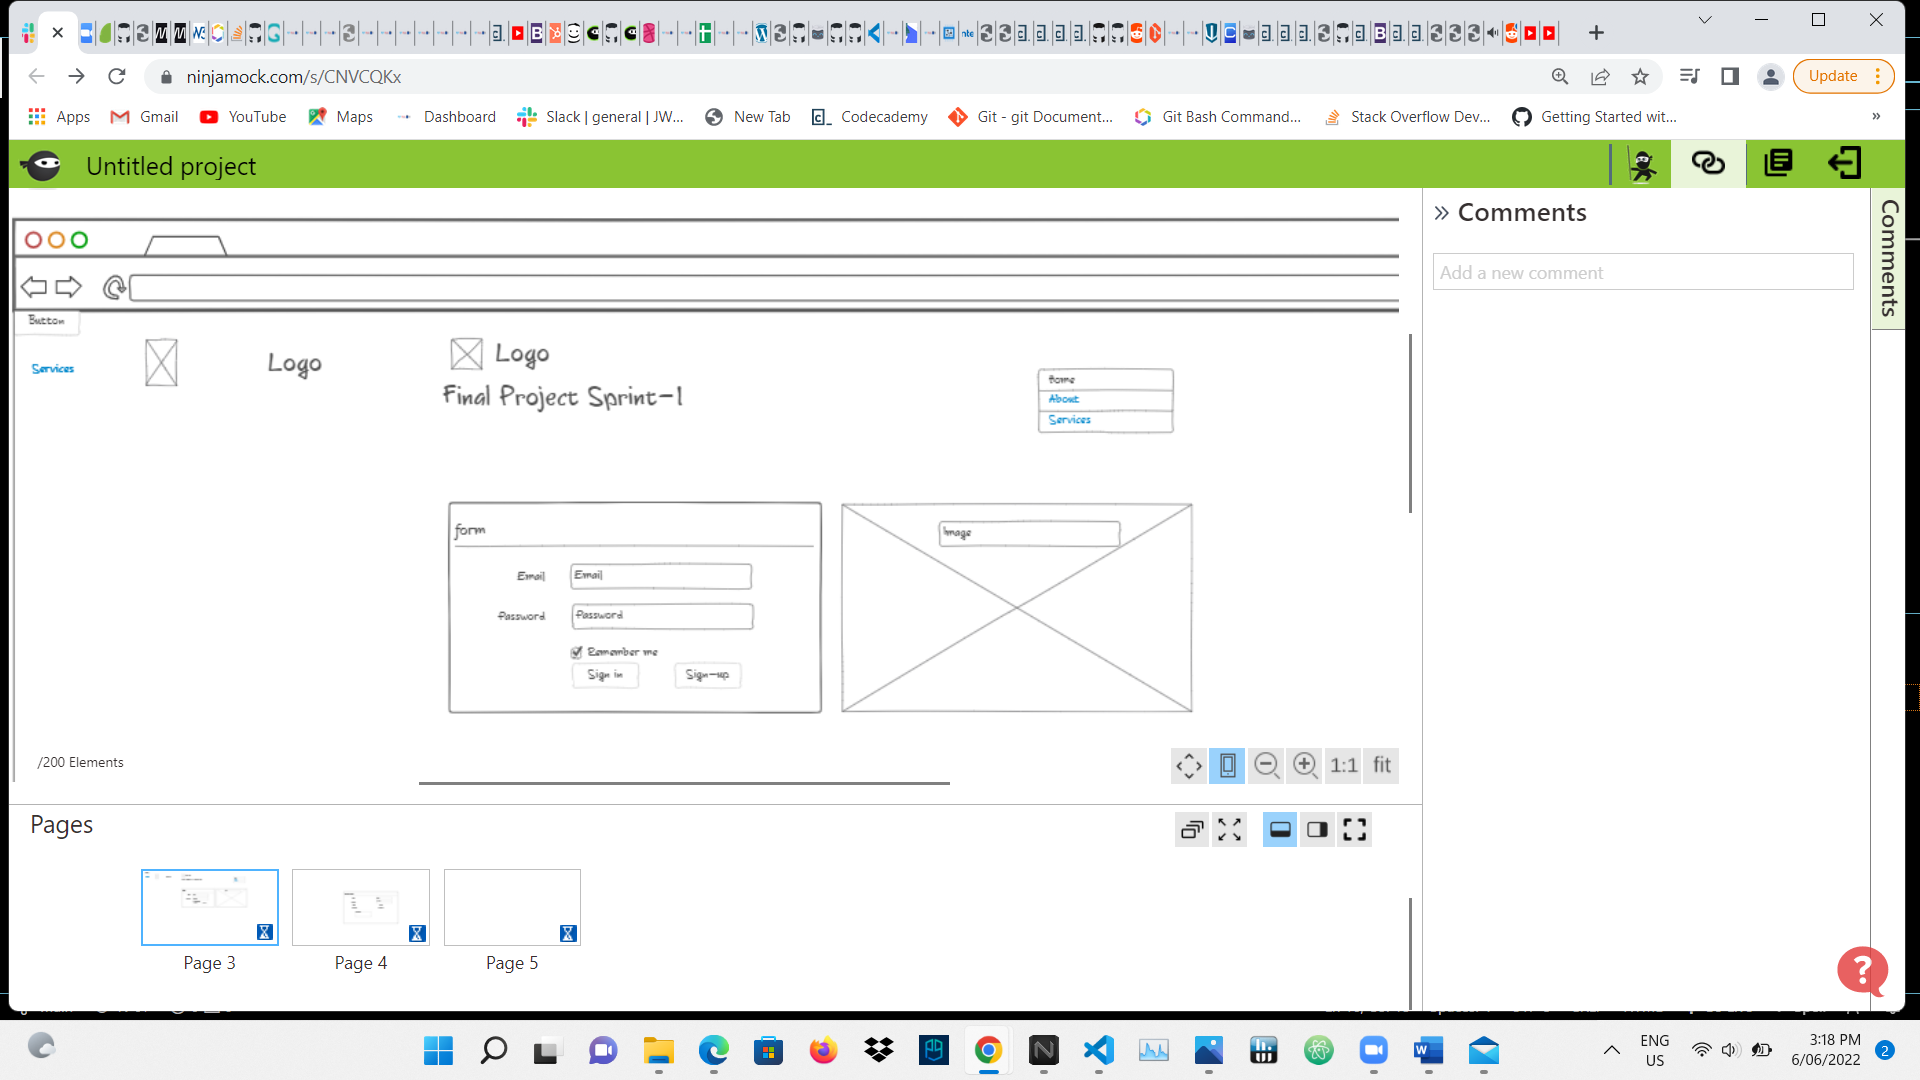 ninjamock.com/s/CNVCQKx
Update
Apps
Gmail
YouTube
Maps
Dashboard
Slack | general | JW...
New Tab
Codecademy
Git - git Document...
Git Bash Command...
Stack Overflow Dev...
Getting Started wit...
»
Untitled project
Comments
Add a new comment
Comments
Button
Services
Logo
Logo
Final Project Sprint-1
Home
About
Services
form
Email
Email
Password
Password
Remember me
Sign in
Sign-up
Image
/200 Elements
1:1
fit
Pages
Page 3
Page 4
Page 5
ENG
US
3:18 PM
6/06/2022
2